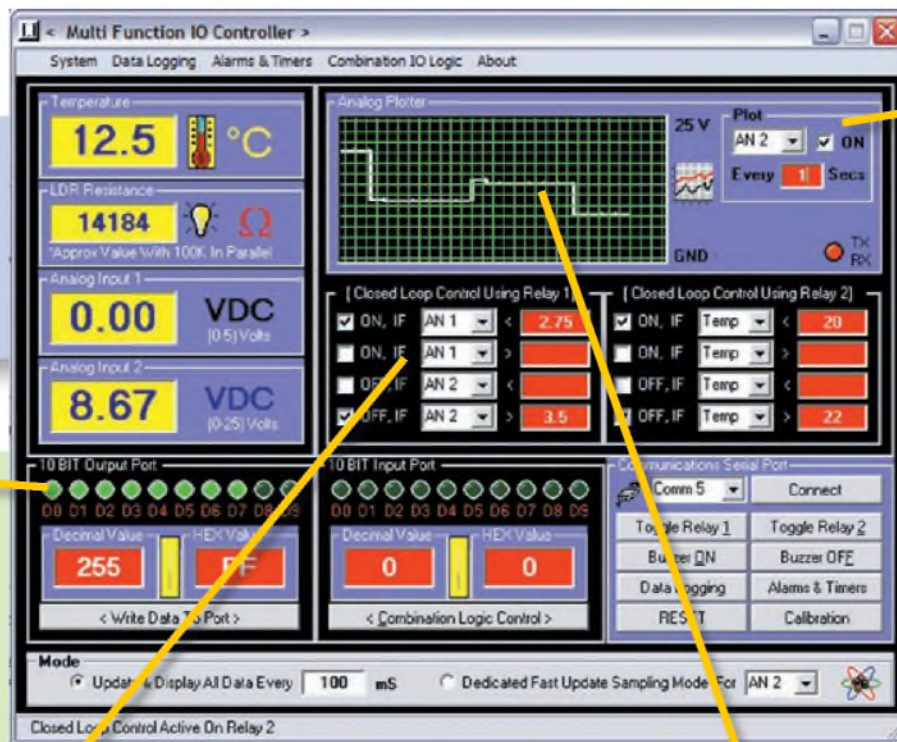 < Multi Function IO Controller >
System Data Logging Alarms & Timers Combination IO Logic About
Temperature
12.5 °C
LDR Resistance
14184 Ω
*Approx Value With 100K In Parallel
Analog Input 1
0.00 VDC
(0-5) Volts
Analog Input 2
8.67 VDC
(0-25) Volts
Analog Plotter
25 V
GND
Plot
AN 2 ON
Every 1 Secs
TX
RX
[Closed Loop Control Using Relay 1]
ON, IF AN 1 < 2.75
ON, IF AN 1 >
OFF, IF AN 2 <
OFF, IF AN 2 > 3.5
[Closed Loop Control Using Relay 2]
ON, IF Temp < 20
ON, IF Temp >
OFF, IF Temp <
OFF, IF Temp > 22
10 BIT Output Port
D0 D1 D2 D3 D4 D5 D6 D7 D8 D9
Decimal Value HEX Value
255 FF
< Write Data To Port >
10 BIT Input Port
D0 D1 D2 D3 D4 D5 D6 D7 D8 D9
Decimal Value HEX Value
0 0
< Combination Logic Control >
Communications Serial Port
Comm 5 Connect
Toggle Relay 1 Toggle Relay 2
Buzzer ON Buzzer OFF
Data Logging Alarms & Timers
RESET Calibration
Mode
Update & Display All Data Every 100 mS Dedicated Fast Update Sampling Mode For AN 2
Closed Loop Control Active On Relay 2